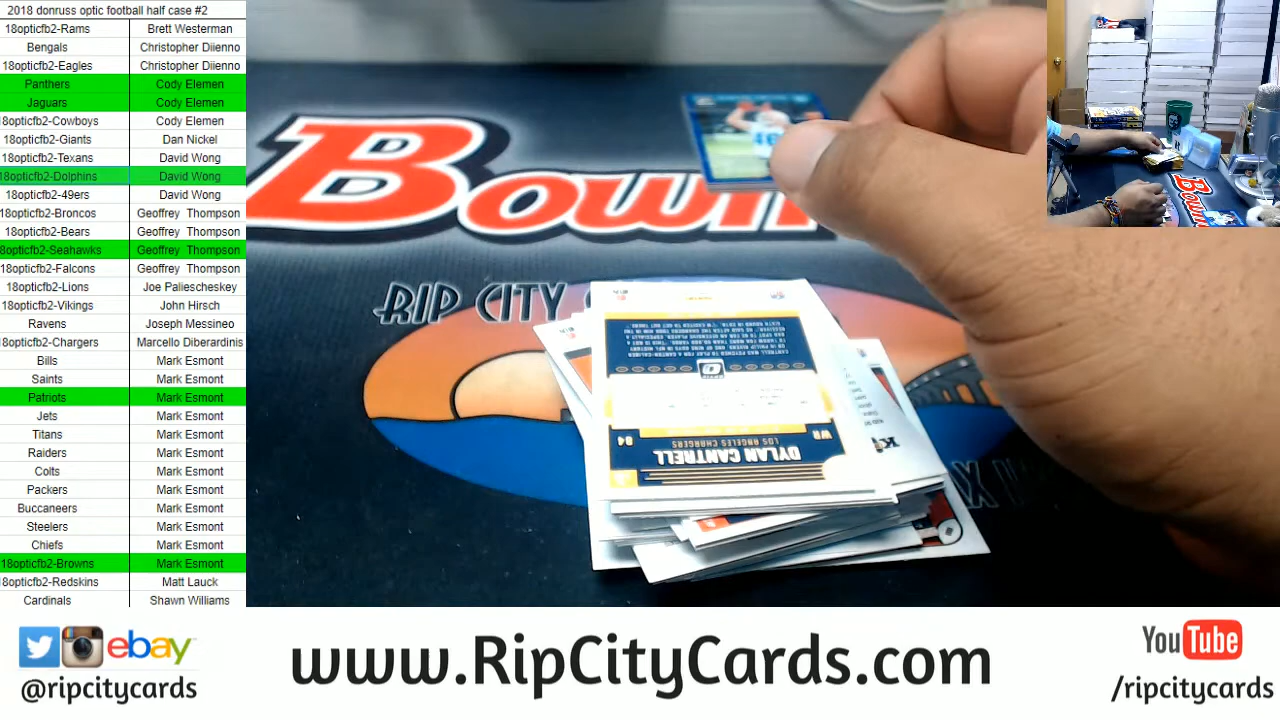 2018 donruss optic football half case #2
18opticfb2-Rams Brett Westerman
Bengals Christopher Diienno
18opticfb2-Eagles Christopher Diienno
Panthers Cody Elemen
Jaguars Cody Elemen
18opticfb2-Cowboys Cody Elemen
18opticfb2-Giants Dan Nickel
18opticfb2-Texans David Wong
18opticfb2-Dolphins David Wong
18opticfb2-49ers David Wong
18opticfb2-Broncos Geoffrey Thompson
18opticfb2-Bears Geoffrey Thompson
8opticfb2-Seahawks Geoffrey Thompson
18opticfb2-Falcons Geoffrey Thompson
18opticfb2-Lions Joe Paliescheskey
18opticfb2-Vikings John Hirsch
Ravens Joseph Messineo
18opticfb2-Chargers Marcello Diberardinis
Bills Mark Esmont
Saints Mark Esmont
Patriots Mark Esmont
Jets Mark Esmont
Titans Mark Esmont
Raiders Mark Esmont
Colts Mark Esmont
Packers Mark Esmont
Buccaneers Mark Esmont
Steelers Mark Esmont
Chiefs Mark Esmont
18opticfb2-Browns Mark Esmont
18opticfb2-Redskins Matt Lauck
Cardinals Shawn Williams
Bown
RIP CITY
DYLAN CANTRELL
LOS ANGELES CHARGERS
WR
84
ebay
@ripcitycards
www.RipCityCards.com
YouTube
/ripcitycards